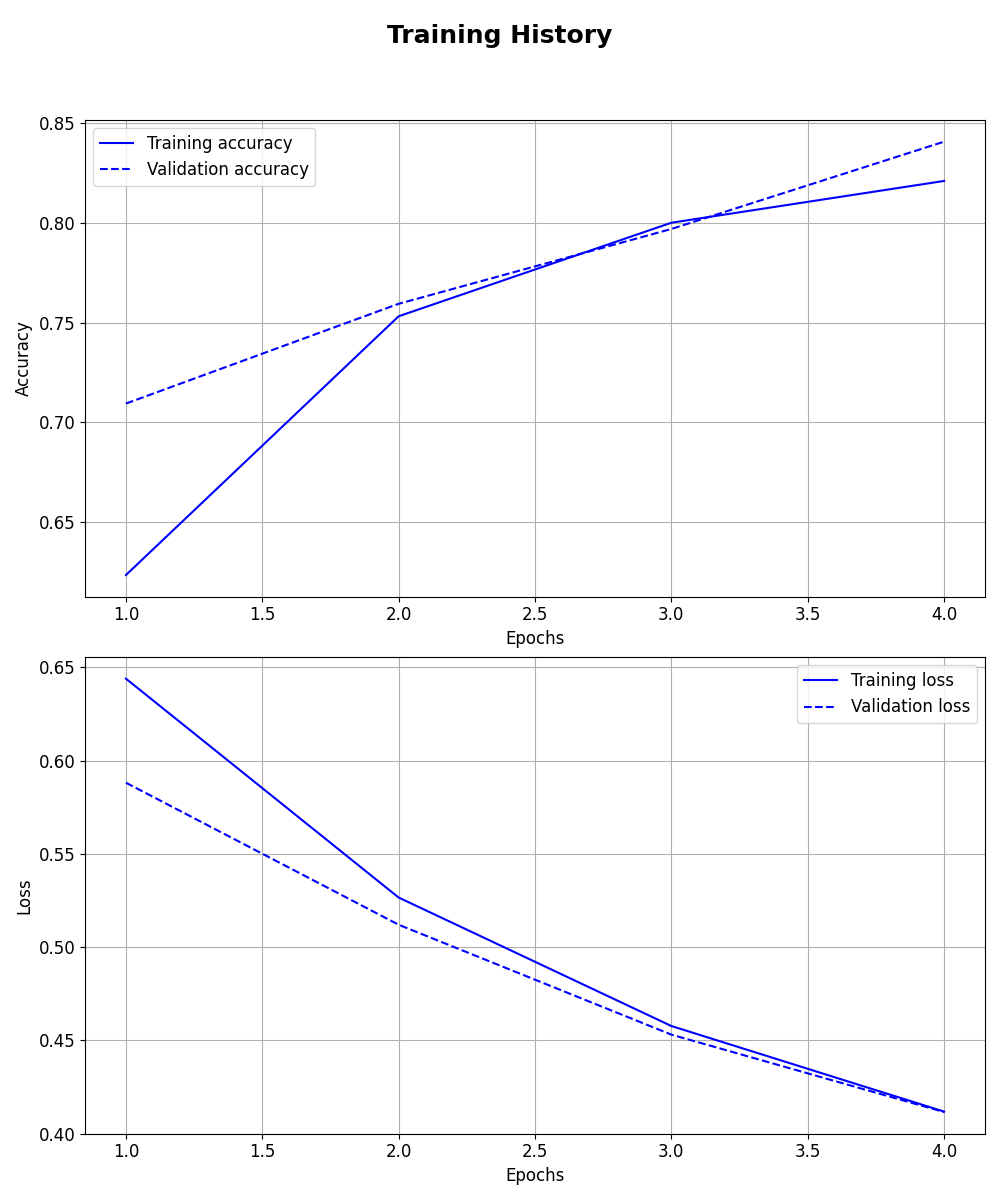 Training History
0.85
0.80
0.75
0.70
0.65
Accuracy
Training accuracy
Validation accuracy
1.0 1.5 2.0 2.5 3.0 3.5 4.0
Epochs
0.65
0.60
0.55
0.50
0.45
0.40
Loss
Training loss
Validation loss
1.0 1.5 2.0 2.5 3.0 3.5 4.0
Epochs